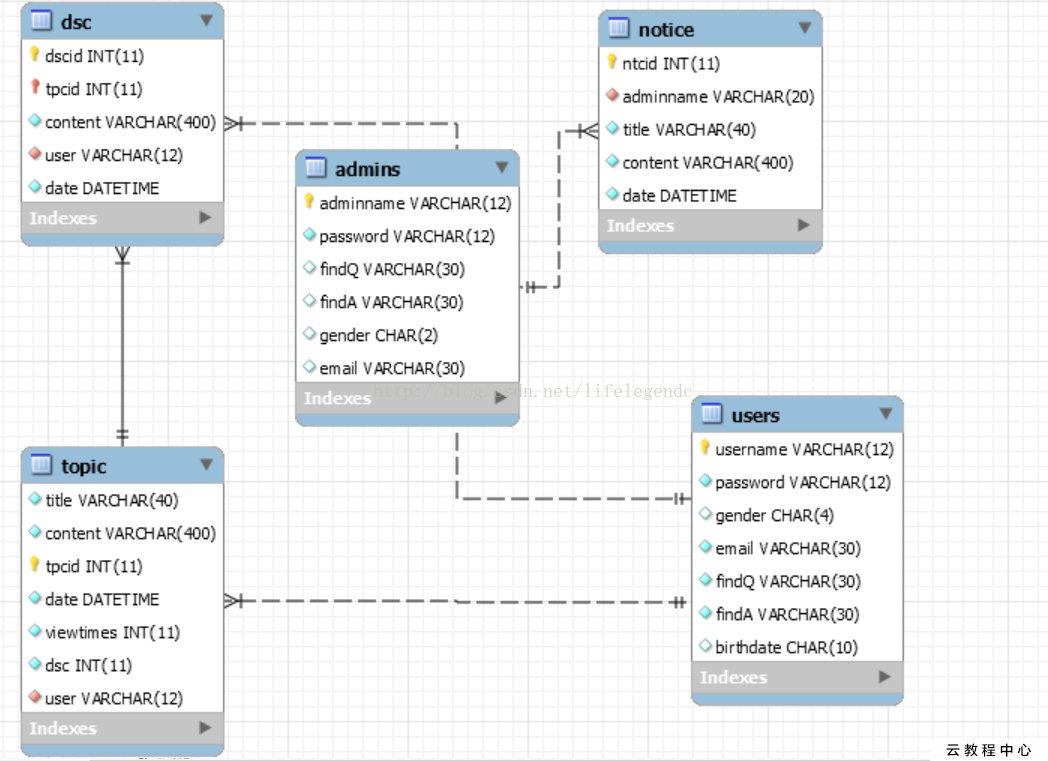 dsc
dscid INT(11)
tpcid INT(11)
content VARCHAR(400)
user VARCHAR(12)
date DATETIME
Indexes
notice
ntcid INT(11)
adminname VARCHAR(20)
title VARCHAR(40)
content VARCHAR(400)
date DATETIME
Indexes
admins
adminname VARCHAR(12)
password VARCHAR(12)
findQ VARCHAR(30)
findA VARCHAR(30)
gender CHAR(2)
email VARCHAR(30)
Indexes
http://blog.csdn.net/lifelegendc
users
username VARCHAR(12)
password VARCHAR(12)
gender CHAR(4)
email VARCHAR(30)
findQ VARCHAR(30)
findA VARCHAR(30)
birthdate CHAR(10)
Indexes
topic
title VARCHAR(40)
content VARCHAR(400)
tpcid INT(11)
date DATETIME
viewtimes INT(11)
dsc INT(11)
user VARCHAR(12)
Indexes
云教程中心